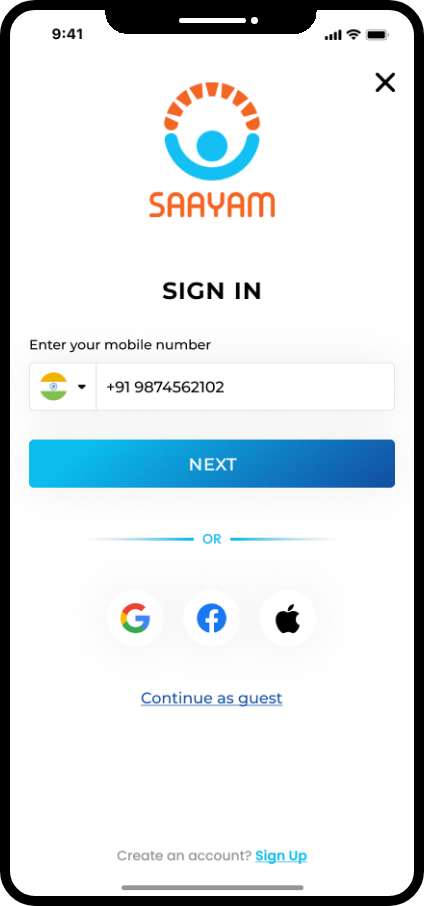 9:41
SAAYAM
SIGN IN
Enter your mobile number
+91 9874562102
NEXT
OR
Continue as guest
Create an account? Sign Up